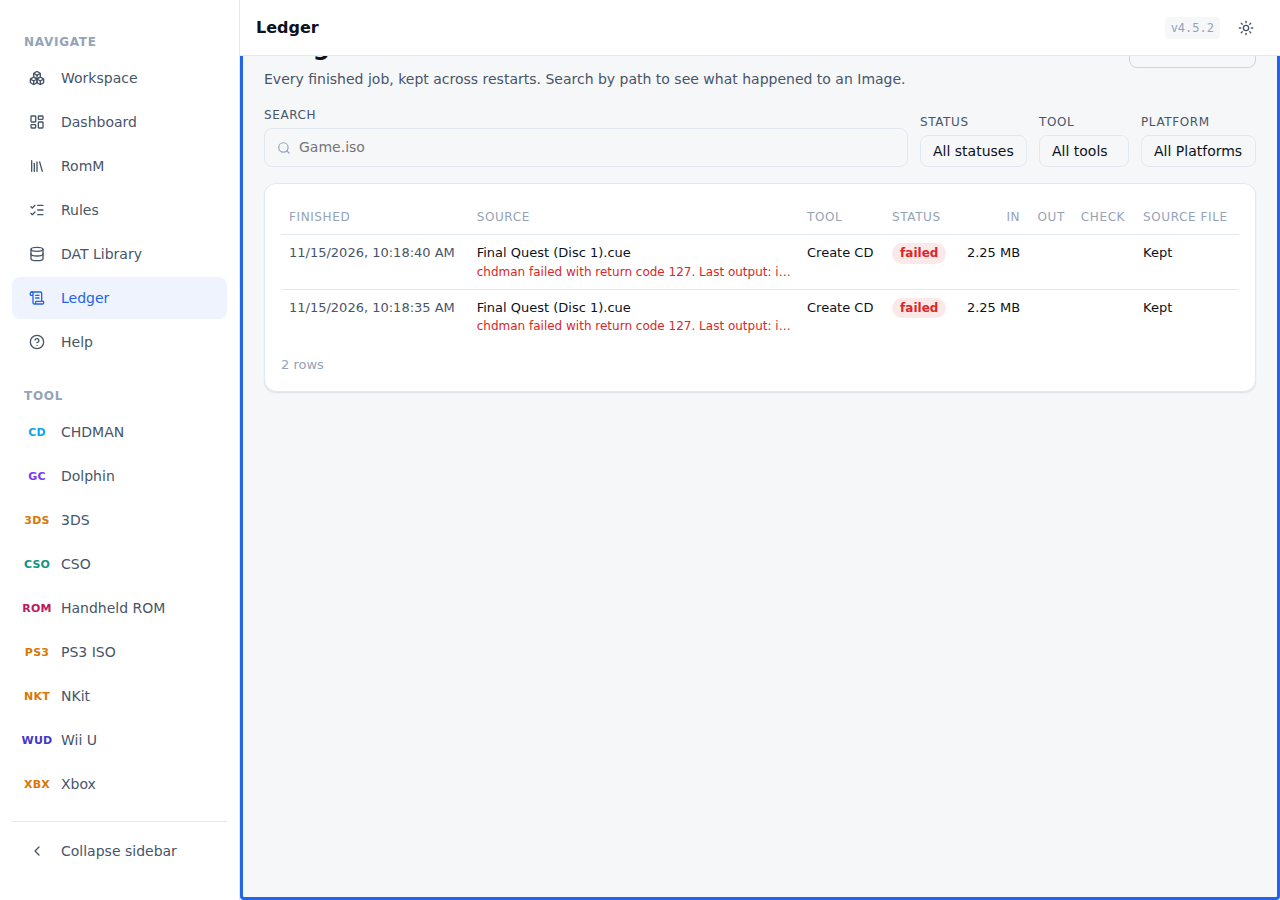 NAVIGATE
Workspace
Dashboard
RomM
Rules
DAT Library
Ledger
Help
TOOL
CD CHDMAN
GC Dolphin
3DS 3DS
CSO CSO
ROM Handheld ROM
PS3 PS3 ISO
NKT NKit
WUD Wii U
XBX Xbox
Collapse sidebar
Ledger
v4.5.2
Every finished job, kept across restarts. Search by path to see what happened to an Image.
SEARCH
Game.iso
STATUS
All statuses
TOOL
All tools
PLATFORM
All Platforms
FINISHED SOURCE TOOL STATUS IN OUT CHECK SOURCE FILE
11/15/2026, 10:18:40 AM Final Quest (Disc 1).cue Create CD failed 2.25 MB Kept
chdman failed with return code 127. Last output: i…
11/15/2026, 10:18:35 AM Final Quest (Disc 1).cue Create CD failed 2.25 MB Kept
chdman failed with return code 127. Last output: i…
2 rows